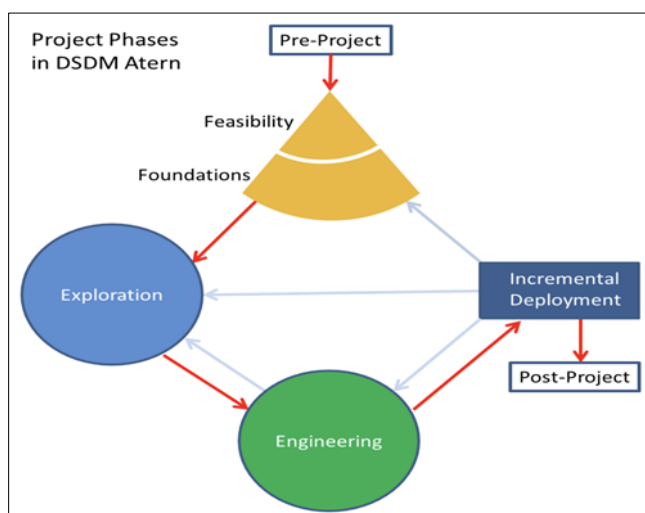 Project Phases
in DSDM Atern
Pre-Project
Feasibility
Foundations
Exploration
Incremental
Deployment
Post-Project
Engineering